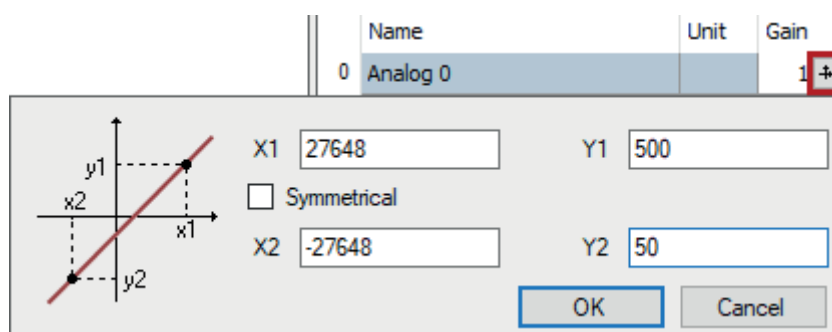 Name Unit Gain
0 Analog 0 1
y1
x2
x1
y2
X1 27648 Y1 500
Symmetrical
X2 -27648 Y2 50
OK Cancel